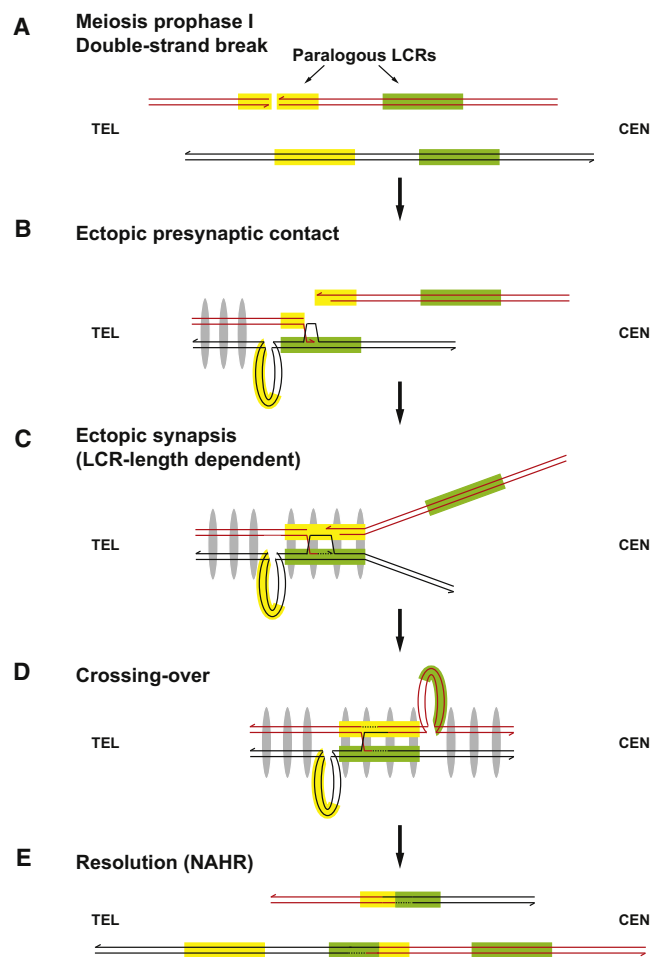 A
Meiosis prophase I
Double-strand break
Paralogous LCRs
TEL
CEN
B
Ectopic presynaptic contact
TEL
CEN
C
Ectopic synapsis
(LCR-length dependent)
TEL
CEN
D
Crossing-over
TEL
CEN
E
Resolution (NAHR)
TEL
CEN